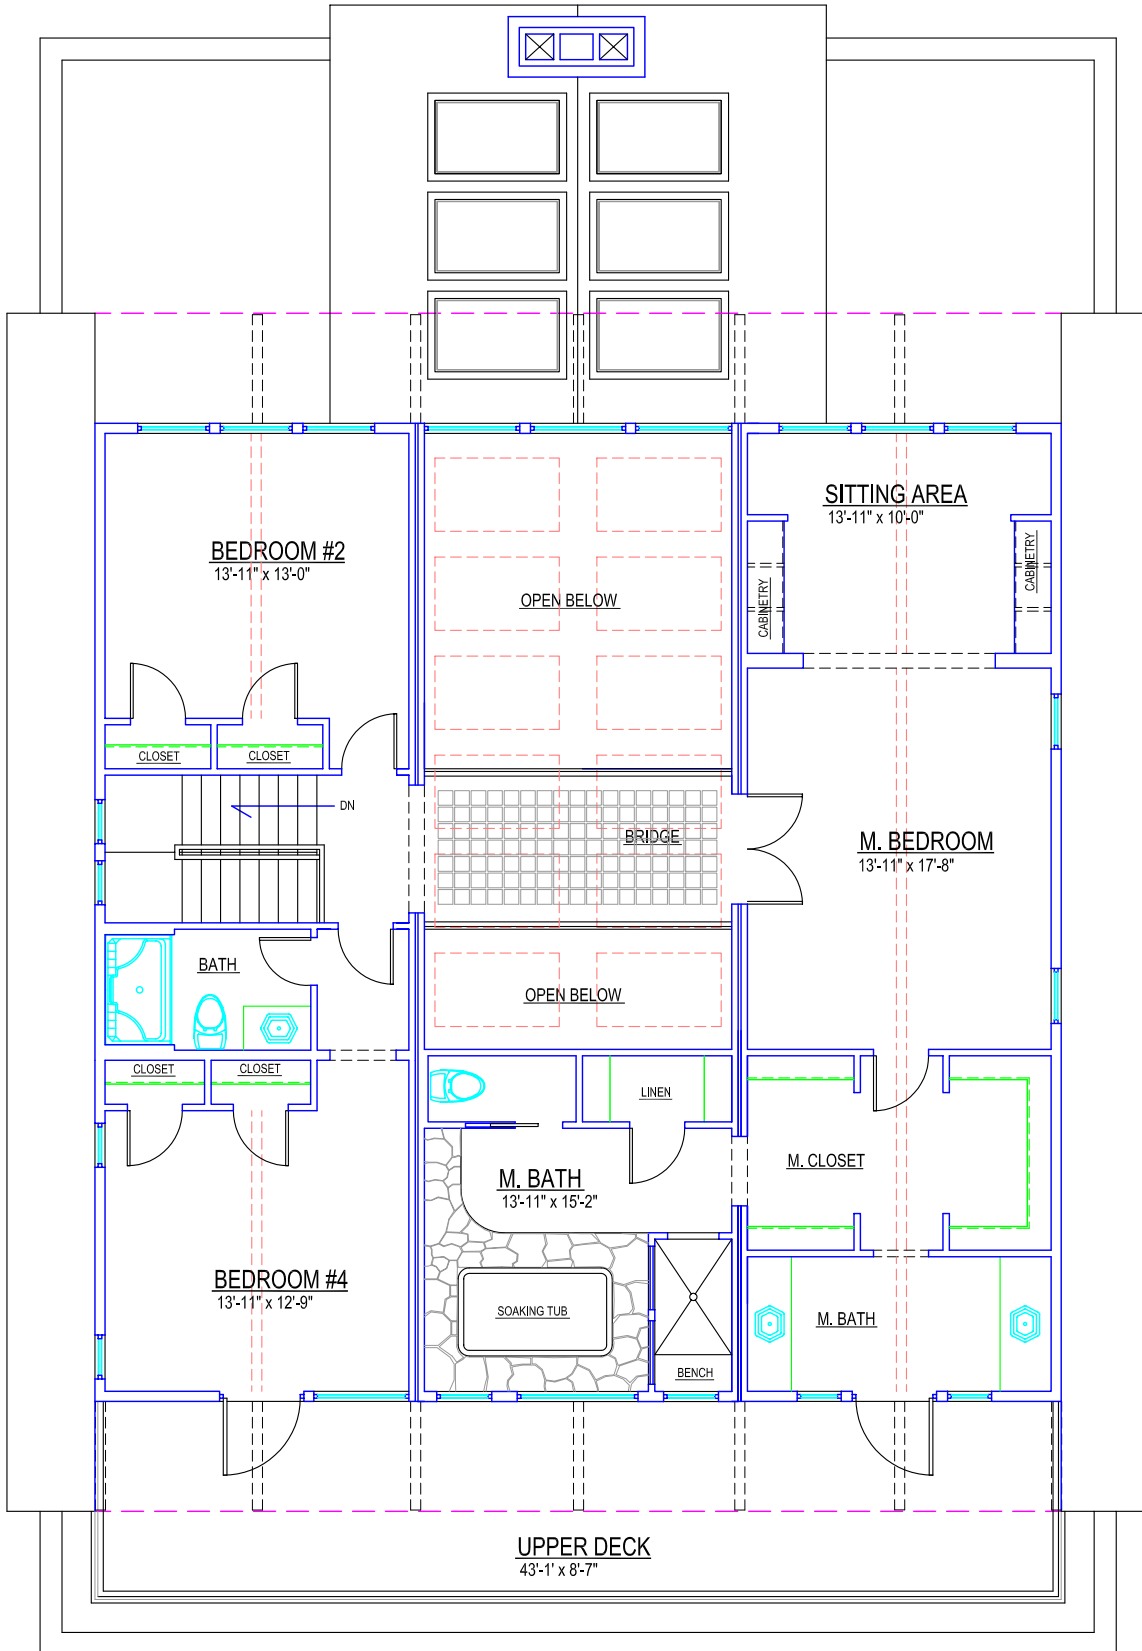 SITTING AREA
13'-11" x 10'-0"
BEDROOM #2
13'-11" x 13'-0"
OPEN BELOW
CABINETRY
CABINETRY
CLOSET
CLOSET
DN
BRIDGE
M. BEDROOM
13'-11" x 17'-8"
BATH
OPEN BELOW
CLOSET
CLOSET
LINEN
M. BATH
13'-11" x 15'-2"
M. CLOSET
BEDROOM #4
13'-11" x 12'-9"
SOAKING TUB
M. BATH
BENCH
UPPER DECK
43'-1' x 8'-7"